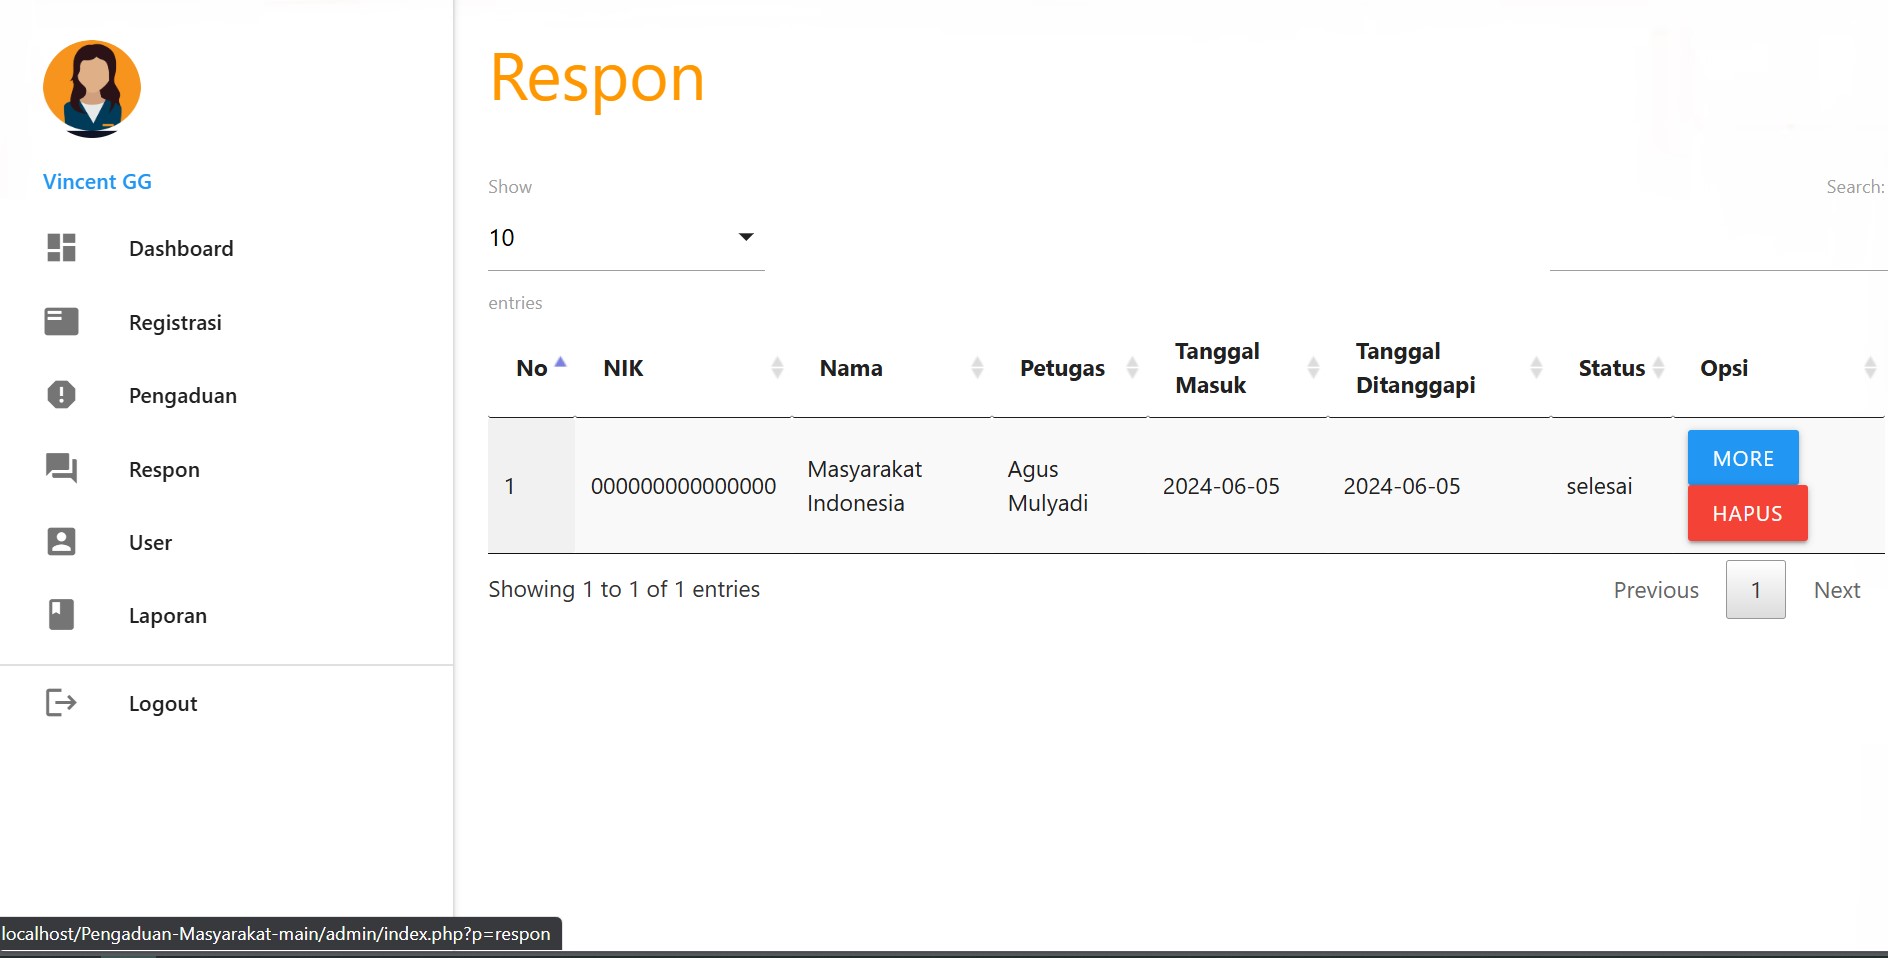 Respon
Vincent GG
Dashboard
Registrasi
Pengaduan
Respon
User
Laporan
Logout
Show
10
entries
Search:
No NIK Nama Petugas Tanggal Masuk Tanggal Ditanggapi Status Opsi
1 000000000000000 Masyarakat Indonesia Agus Mulyadi 2024-06-05 2024-06-05 selesai MORE
HAPUS
Showing 1 to 1 of 1 entries
Previous 1 Next
localhost/Pengaduan-Masyarakat-main/admin/index.php?p=respon